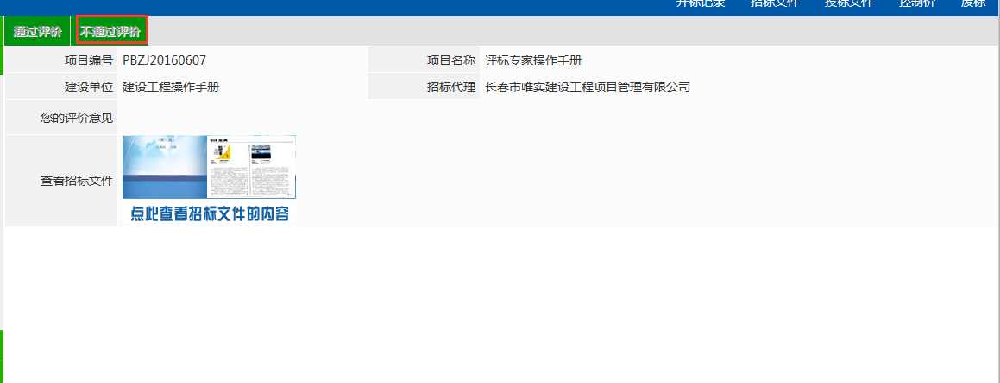 开标记录 招标文件 投标文件 控制价 废标
通过评价 不通过评价
项目编号 PBZJ20160607 项目名称 评标专家操作手册
建设单位 建设工程操作手册 招标代理 长春市唯实建设工程项目管理有限公司
您的评价意见
查看招标文件
点此查看招标文件的内容